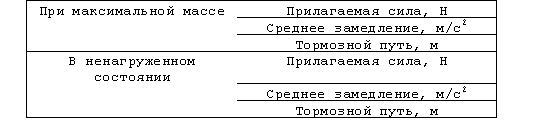 При максимальной массе Прилагаемая сила, Н
Среднее замедление, м/с²
Тормозной путь, м
В ненагруженном Прилагаемая сила, Н
состоянии
Среднее замедление, м/с²
Тормозной путь, м